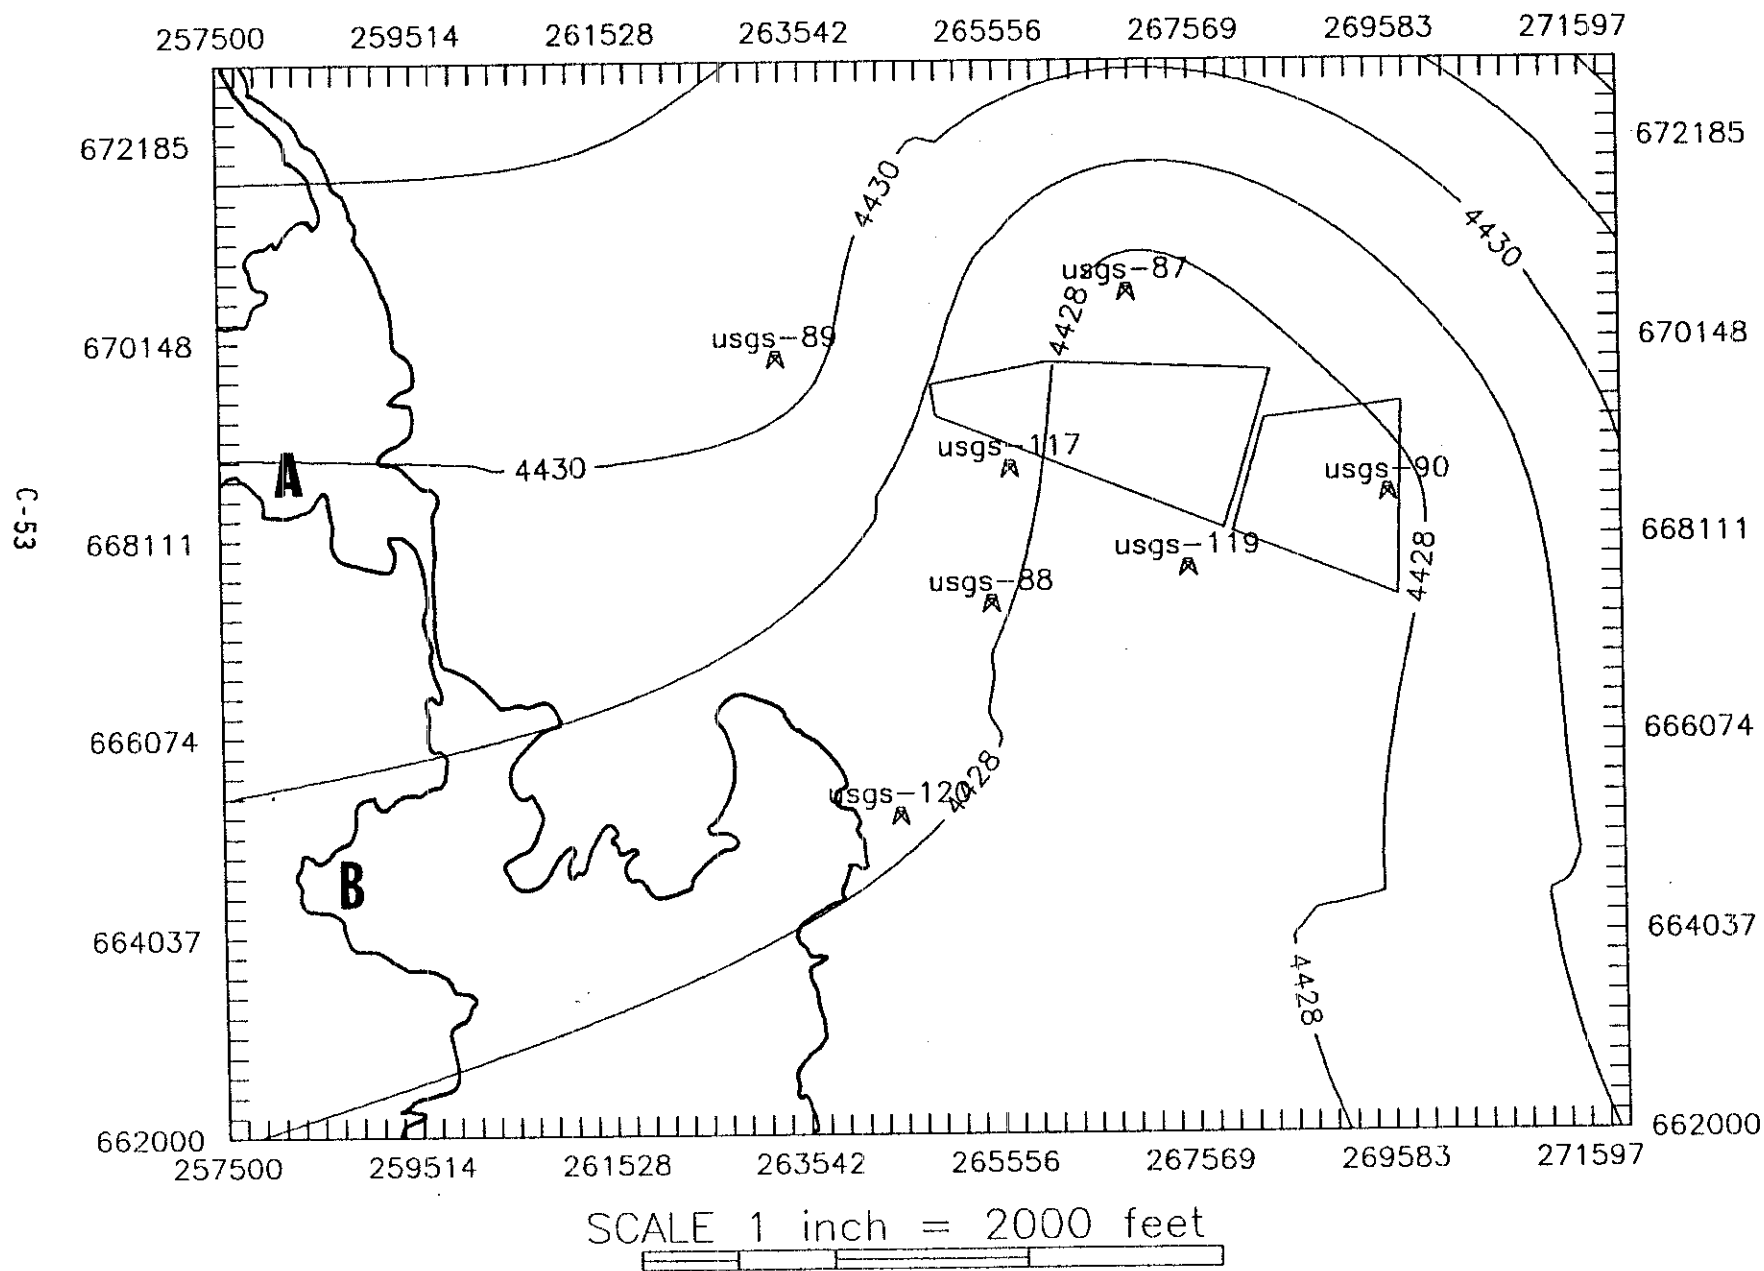 257500 259514 261528 263542 265556 267569 269583 271597
672185 672185
4430
4430
usgs-87
4428
usgs-89
670148 670148
usgs-117
usgs-90
A
4430
C-53
668111 668111
usgs-119
4428
usgs-88
666074 666074
4428
usgs-120
B
664037 664037
4428
662000 662000
257500 259514 261528 263542 265556 267569 269583 271597
SCALE 1 inch = 2000 feet